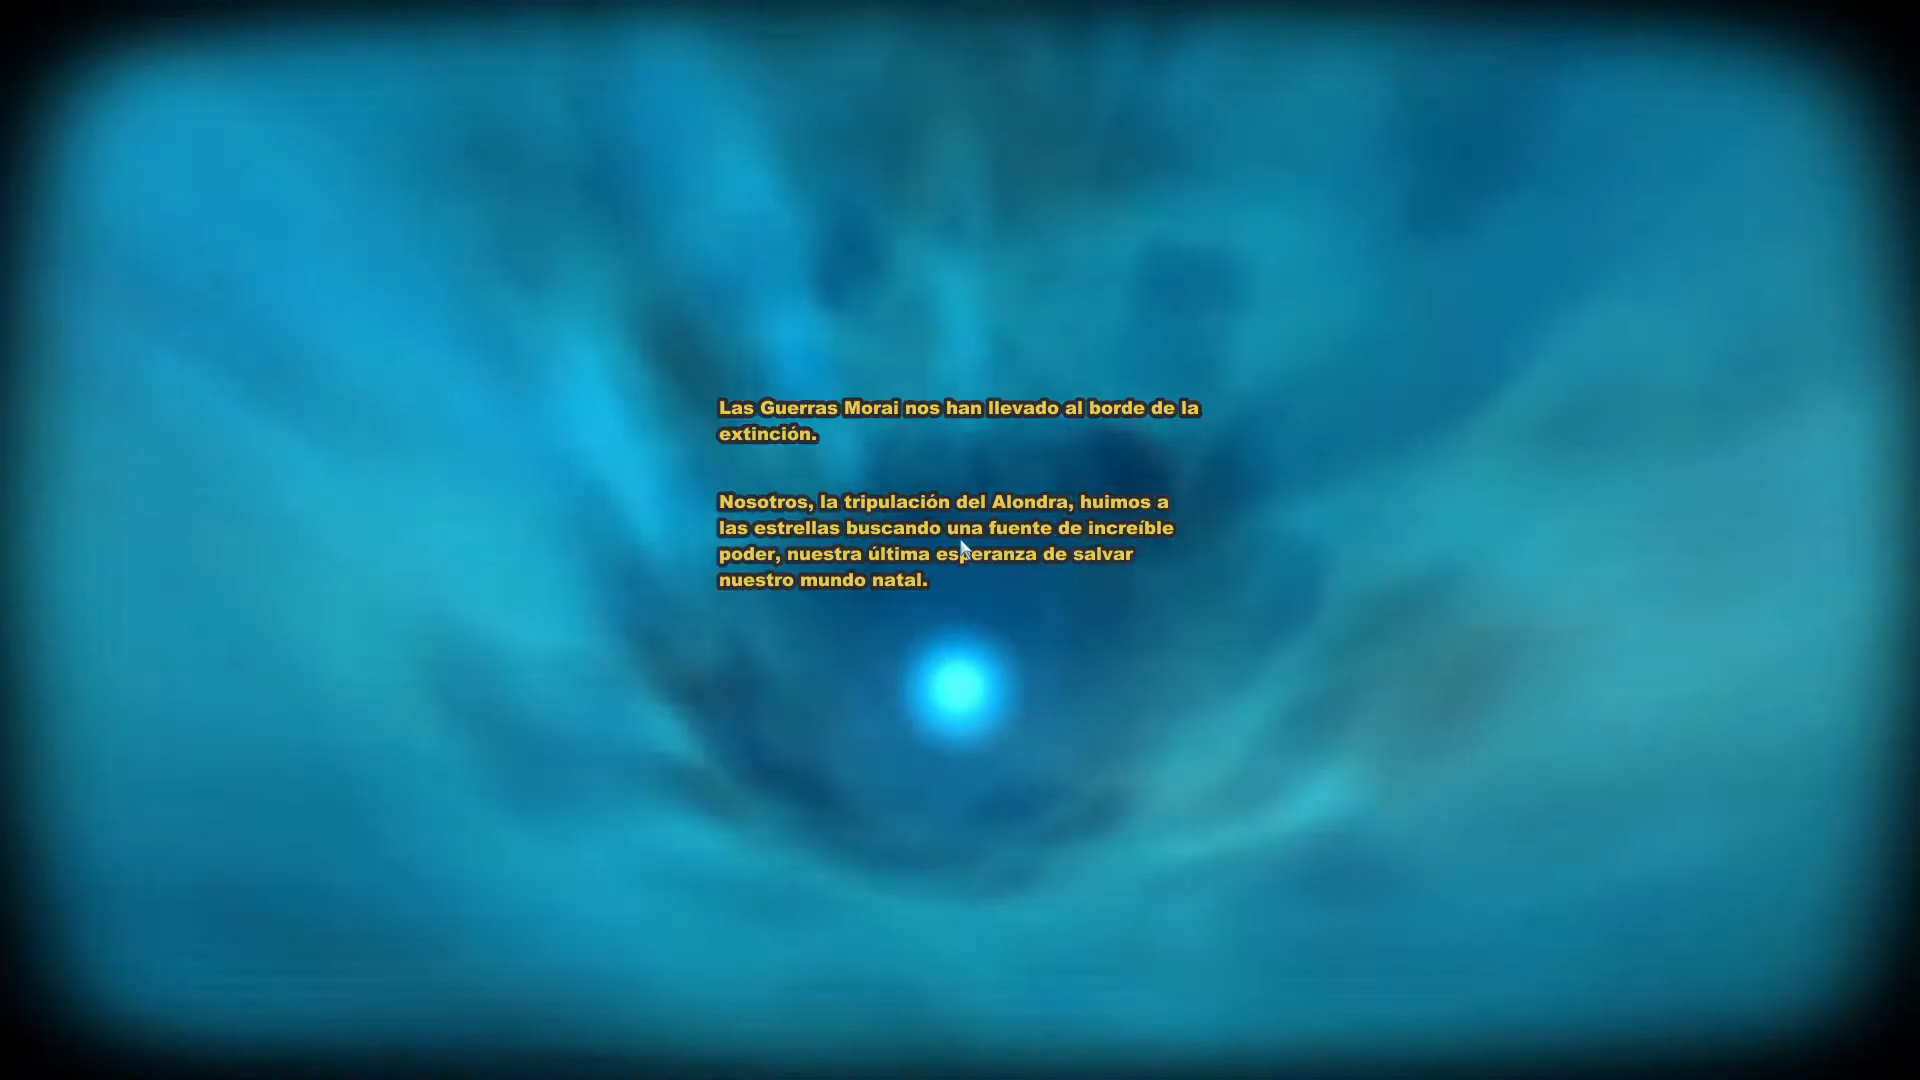 Las Guerras Morai nos han llevado al borde de la
extinción.
Nosotros, la tripulación del Alondra, huimos a
las estrellas buscando una fuente de increíble
poder, nuestra última esperanza de salvar
nuestro mundo natal.